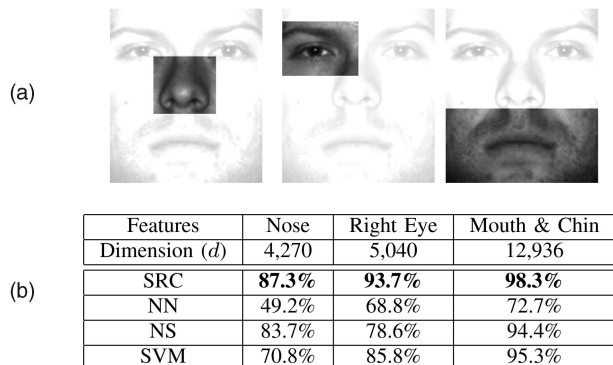 (a)
Features Nose Right Eye Mouth & Chin
Dimension (d) 4,270 5,040 12,936
(b)
SRC 87.3% 93.7% 98.3%
NN 49.2% 68.8% 72.7%
NS 83.7% 78.6% 94.4%
SVM 70.8% 85.8% 95.3%